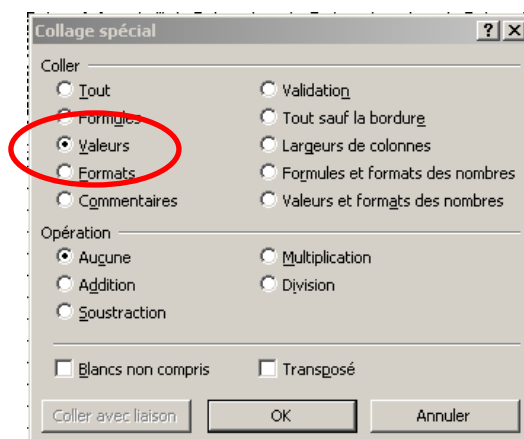 Collage spécial
Coller
Tout
Validation
Formules
Tout sauf la bordure
Valeurs
Largeurs de colonnes
Formats
Formules et formats des nombres
Commentaires
Valeurs et formats des nombres
Opération
Aucune
Multiplication
Addition
Division
Soustraction
Blancs non compris
Transposé
Coller avec liaison
OK
Annuler